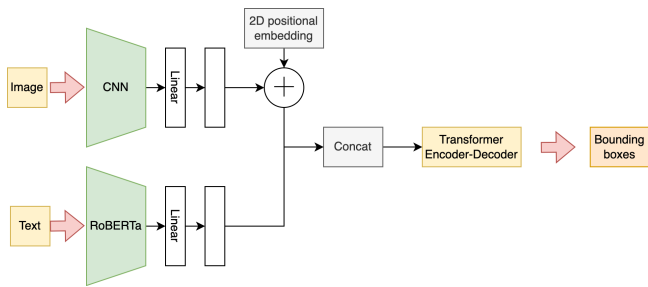 2D positional
embedding
Image
CNN
Linear
Concat
Transformer
Encoder-Decoder
Bounding
boxes
Text
RoBERTa
Linear